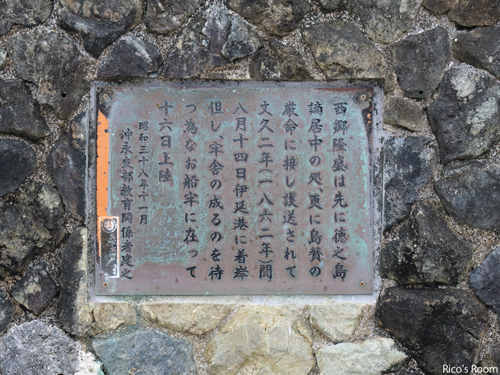 西郷隆盛は先に徳之島
謫居中の処、更に島替の
厳命に接し護送されて
文久二年(一八六二年)閏
八月十四日伊延港に着岸
但し、牢舎の成るのを待
つ為なお船牢に在って
十六日上陸
昭和三十八年十一月
沖永良部教育関係者建之
Rico's Room